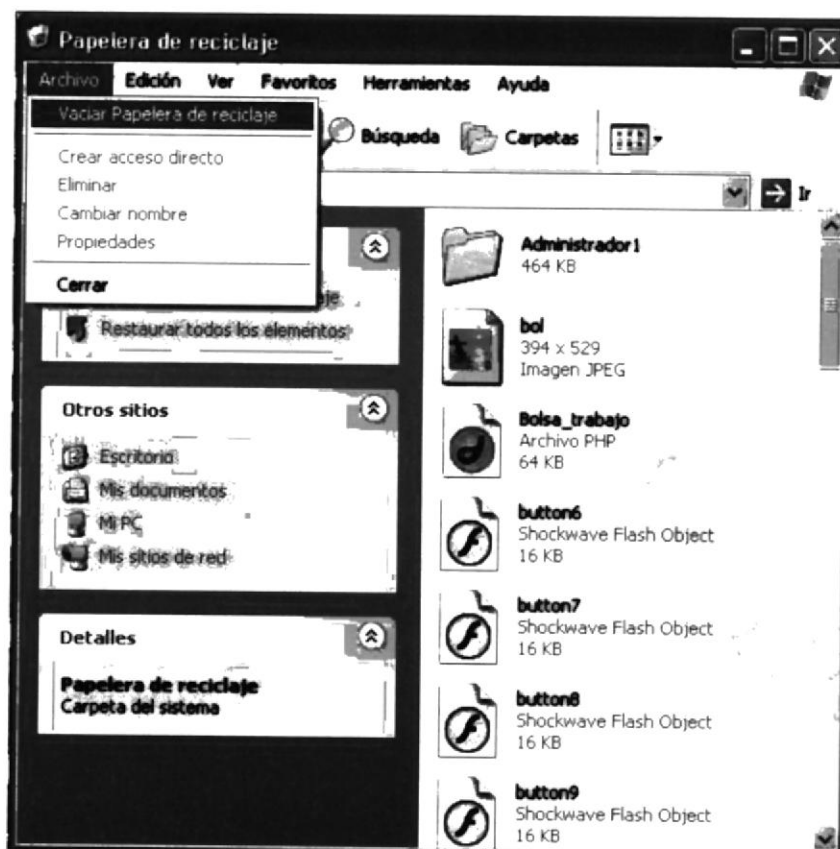 Papelera de reciclaje
Archivo Edición Ver Favoritos Herramientas Ayuda
Vaciar Papelera de reciclaje
Crear acceso directo
Eliminar
Cambiar nombre
Propiedades
Cerrar
Búsqueda Carpetas
Ir
Restaurar todos los elementos
Otros sitios
Escritorio
Mis documentos
Mi PC
Mis sitios de red
Detalles
Papelera de reciclaje
Carpeta del sistema
Administrador1
464 KB
bol
394 x 529
Imagen JPEG
Bolsa_trabajo
Archivo PHP
64 KB
button6
Shockwave Flash Object
16 KB
button7
Shockwave Flash Object
16 KB
button8
Shockwave Flash Object
16 KB
button9
Shockwave Flash Object
16 KB